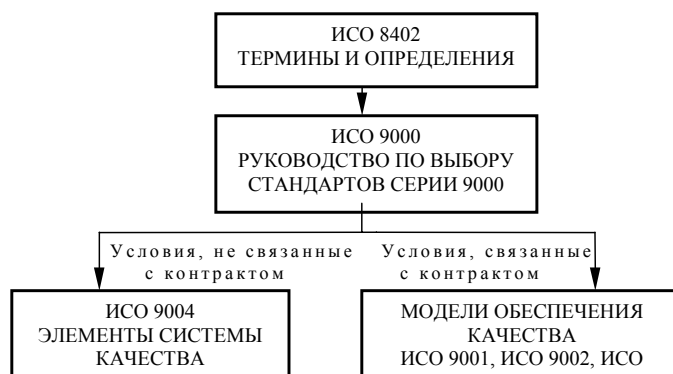 ИСО 8402
ТЕРМИНЫ И ОПРЕДЕЛЕНИЯ
ИСО 9000
РУКОВОДСТВО ПО ВЫБОРУ
СТАНДАРТОВ СЕРИИ 9000
Условия, не связанные
с контрактом
Условия, связанные
с контрактом
ИСО 9004
ЭЛЕМЕНТЫ СИСТЕМЫ
КАЧЕСТВА
МОДЕЛИ ОБЕСПЕЧЕНИЯ
КАЧЕСТВА
ИСО 9001, ИСО 9002, ИСО